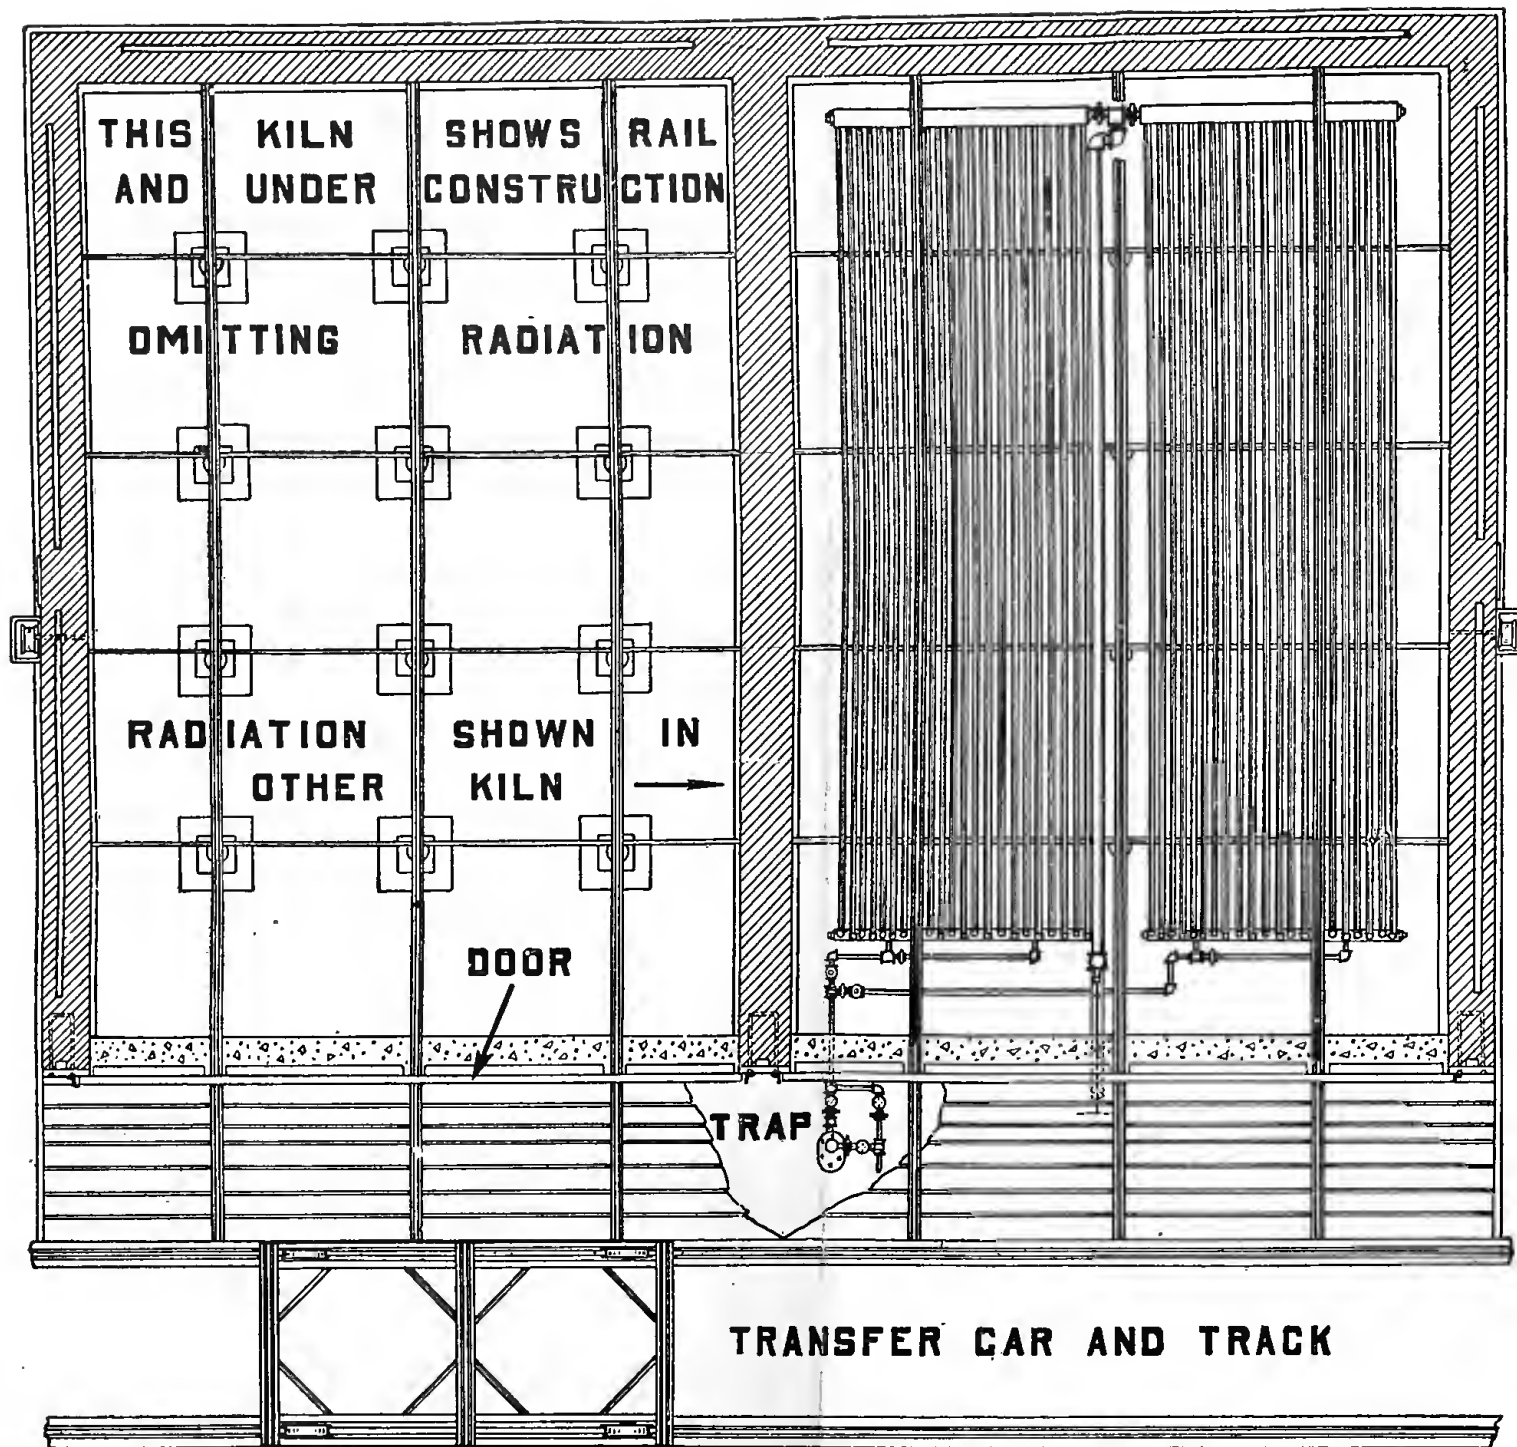 THIS KILN SHOWS RAIL
AND UNDER CONSTRUCTION
OMITTING RADIATION
RADIATION SHOWN IN
OTHER KILN
DOOR
TRAP
TRANSFER CAR AND TRACK